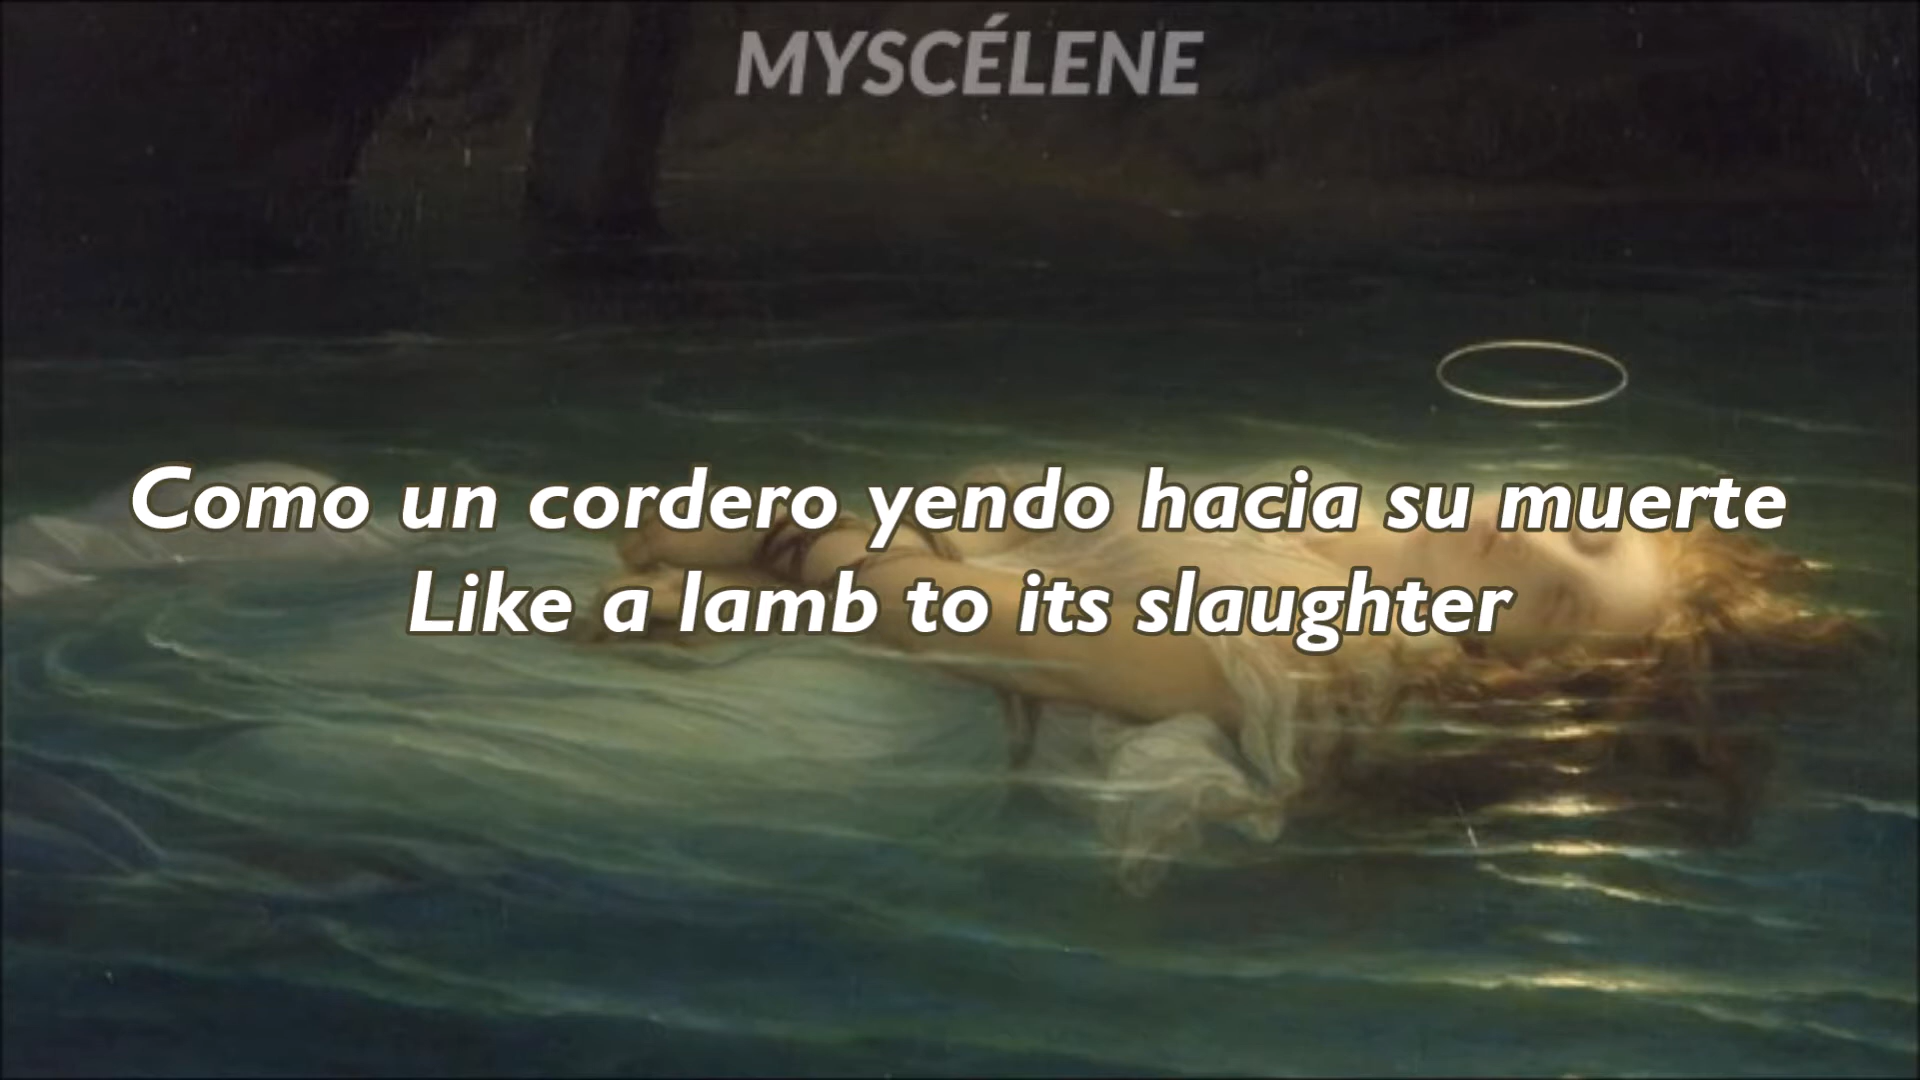 MYSCÉLENE
Como un cordero yendo hacia su muerte
Like a lamb to its slaughter